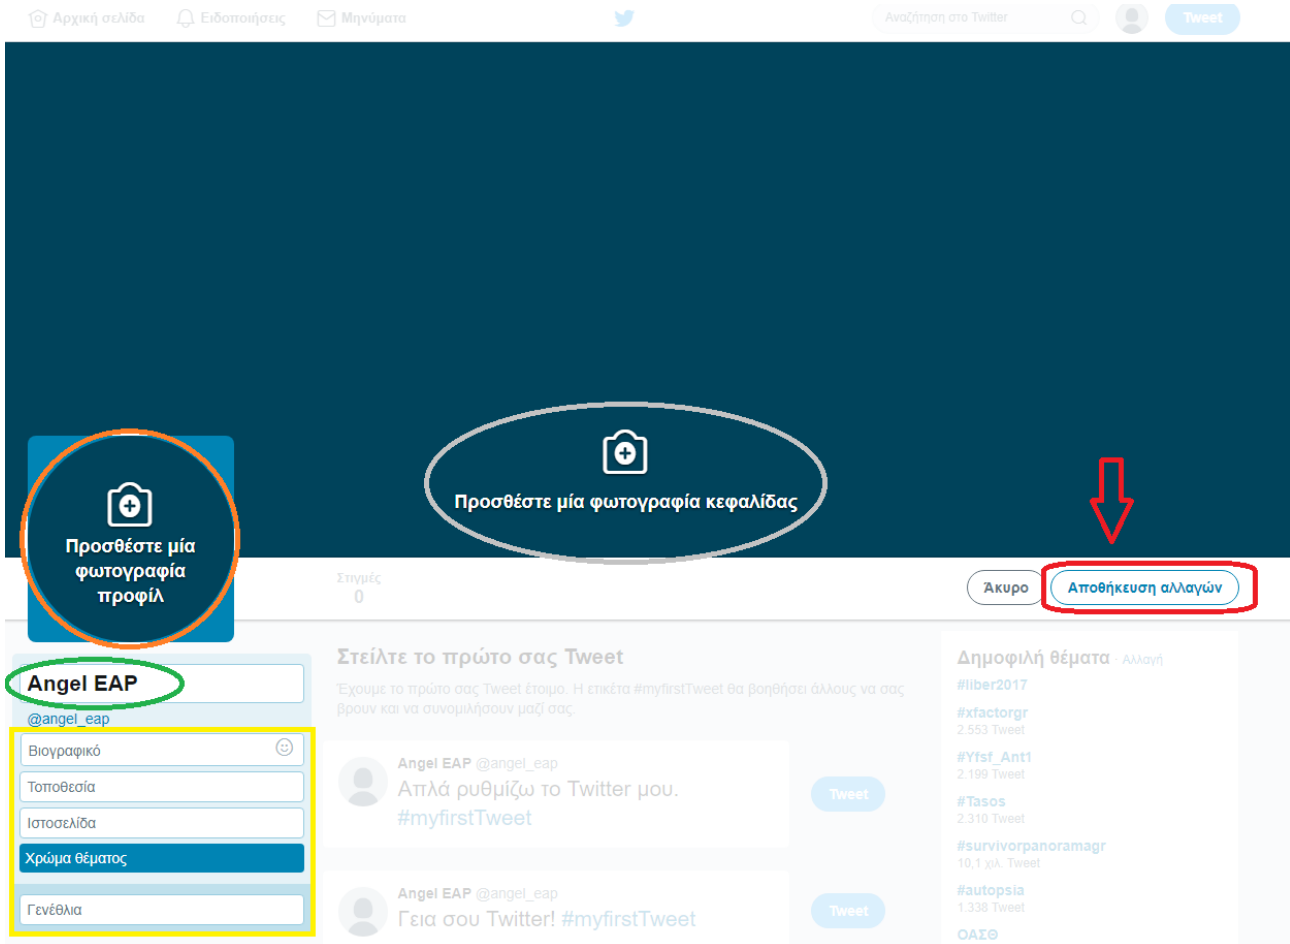 Αρχική σελίδα
Ειδοποιήσεις
Μηνύματα
Αναζήτηση στο Twitter
Tweet
Προσθέστε μία φωτογραφία κεφαλίδας
Προσθέστε μία
φωτογραφία
προφίλ
Στιγμές
0
Άκυρο
Αποθήκευση αλλαγών
Angel EAP
@angel_eap
Βιογραφικό
Τοποθεσία
Ιστοσελίδα
Χρώμα θέματος
Γενέθλια
Στείλτε το πρώτο σας Tweet
Έχουμε το πρώτο σας Tweet έτοιμο. Η ετικέτα #myfirstTweet θα βοηθήσει άλλους να σας
βρουν και να συνομιλήσουν μαζί σας.
Angel EAP @angel_eap
Απλά ρυθμίζω το Twitter μου.
#myfirstTweet
Tweet
Angel EAP @angel_eap
Γεια σου Twitter! #myfirstTweet
Tweet
Δημοφιλή θέματα · Αλλαγή
#liber2017
#xfactorgr
2.553 Tweet
#Yfsf_Ant1
2.199 Tweet
#Tasos
2.310 Tweet
#survivorpanoramagr
10,1 χιλ. Tweet
#autopsia
1.338 Tweet
ΟΑΣΘ